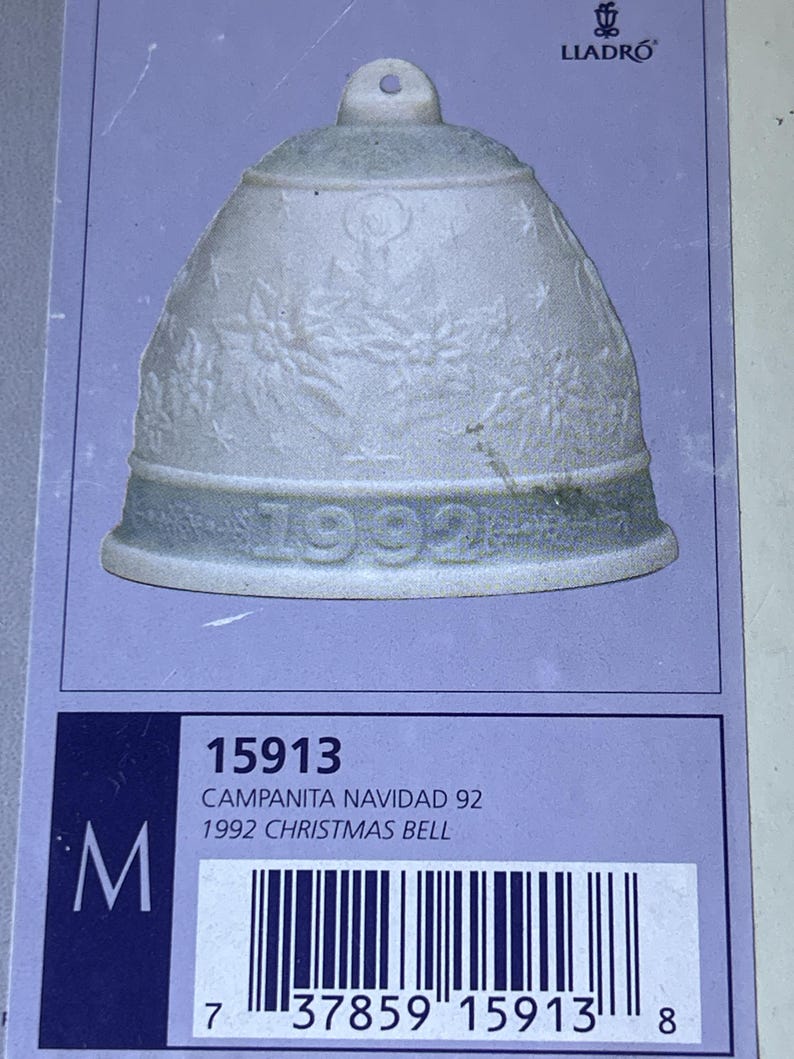 LLADRÓ
1992
15913
CAMPANITA NAVIDAD 92
1992 CHRISTMAS BELL
M
7 37859 15913 8